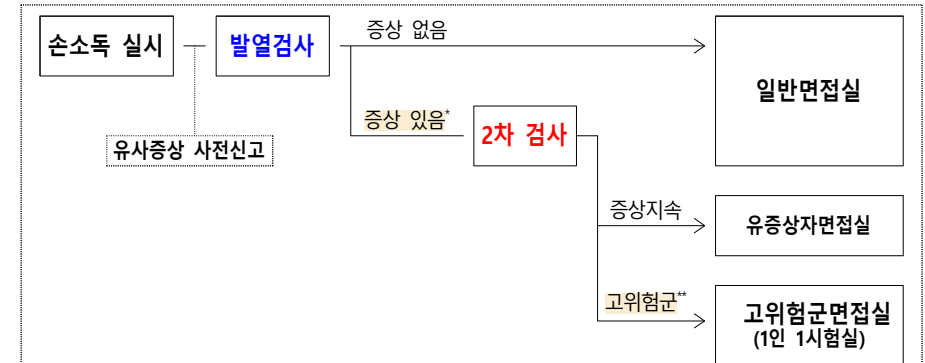 손소독 실시
발열검사
증상 없음
일반면접실
증상 있음*
2차 검사
유사증상 사전신고
증상지속
유증상자면접실
고위험군**
고위험군면접실
(1인 1시험실)